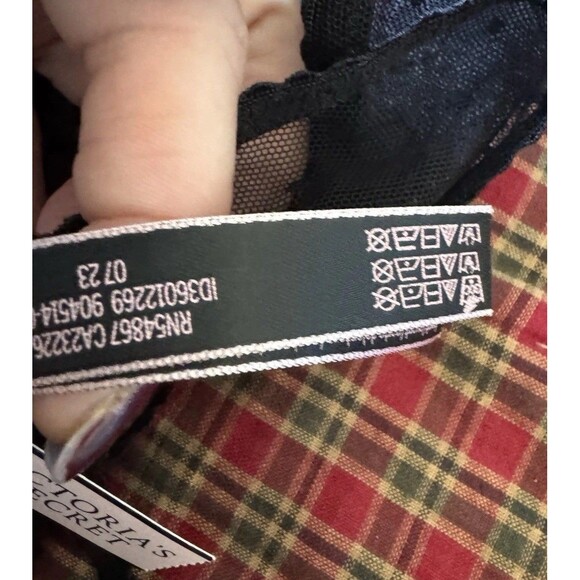 RN54867 CA23226
ID36012269 904514-
07 23
VICTORIA'S
SECRET